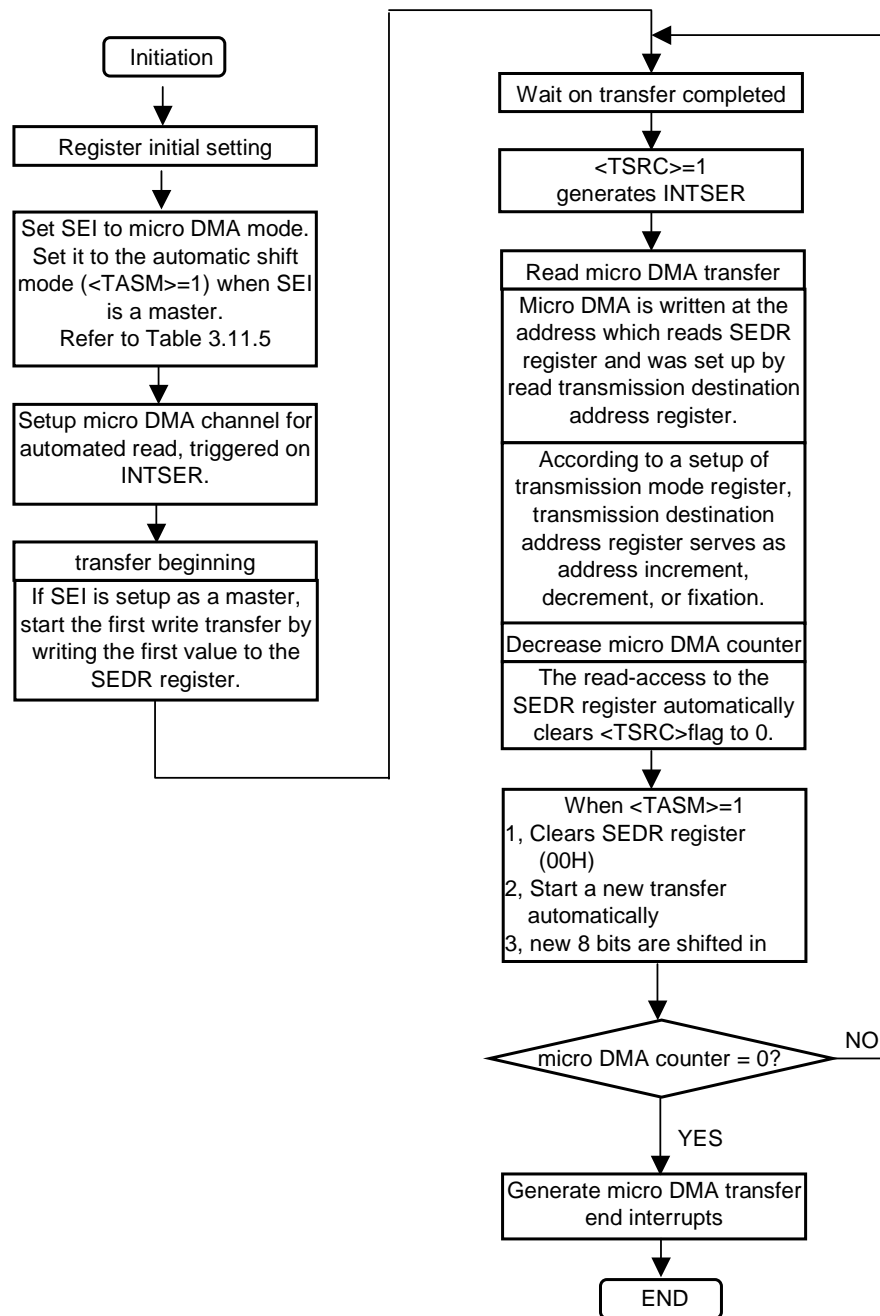 Initiation
Register initial setting
Set SEI to micro DMA mode.
Set it to the automatic shift
mode (<TASM>=1) when SEI
is a master.
Refer to Table 3.11.5
Setup micro DMA channel for
automated read, triggered on
INTSER.
transfer beginning
If SEI is setup as a master,
start the first write transfer by
writing the first value to the
SEDR register.
Wait on transfer completed
<TSRC>=1
generates INTSER
Read micro DMA transfer
Micro DMA is written at the
address which reads SEDR
register and was set up by
read transmission destination
address register.
According to a setup of
transmission mode register,
transmission destination
address register serves as
address increment,
decrement, or fixation.
Decrease micro DMA counter
The read-access to the
SEDR register automatically
clears <TSRC>flag to 0.
When <TASM>=1
1, Clears SEDR register
(00H)
2, Start a new transfer
automatically
3, new 8 bits are shifted in
micro DMA counter = 0?
NO
YES
Generate micro DMA transfer
end interrupts
END